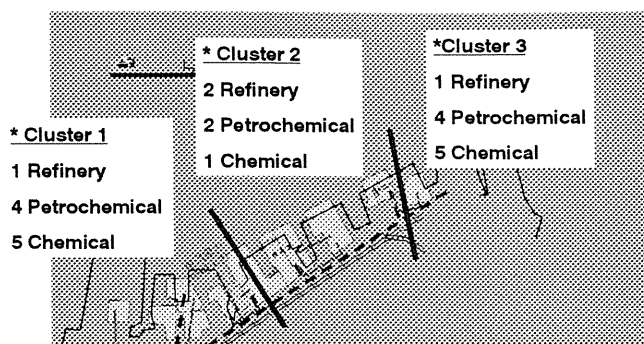 * Cluster 1
1 Refinery
4 Petrochemical
5 Chemical
* Cluster 2
2 Refinery
2 Petrochemical
1 Chemical
*Cluster 3
1 Refinery
4 Petrochemical
5 Chemical